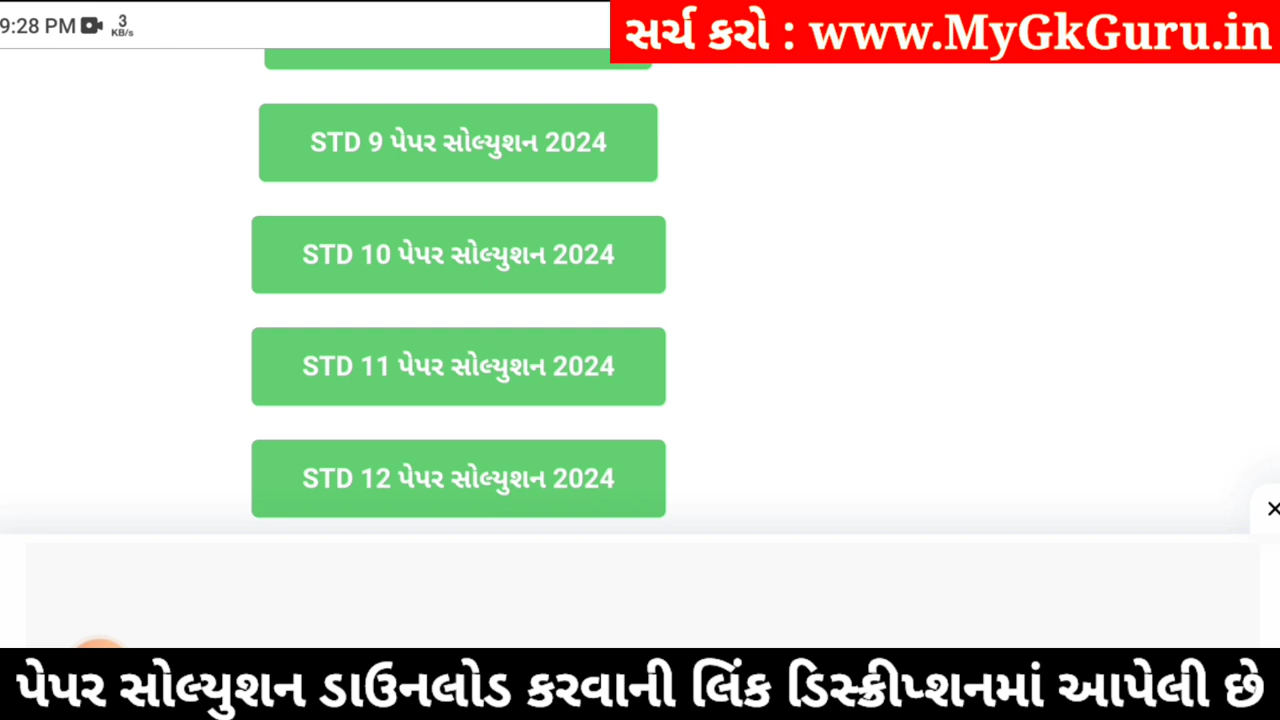 9:28 PM 3 KB/s
સર્ચ કરો : www.MyGkGuru.in
STD 9 પેપર સોલ્યુશન 2024
STD 10 પેપર સોલ્યુશન 2024
STD 11 પેપર સોલ્યુશન 2024
STD 12 પેપર સોલ્યુશન 2024
પેપર સોલ્યુશન ડાઉનલોડ કરવાની લિંક ડિસ્ક્રીપ્શનમાં આપેલી છે